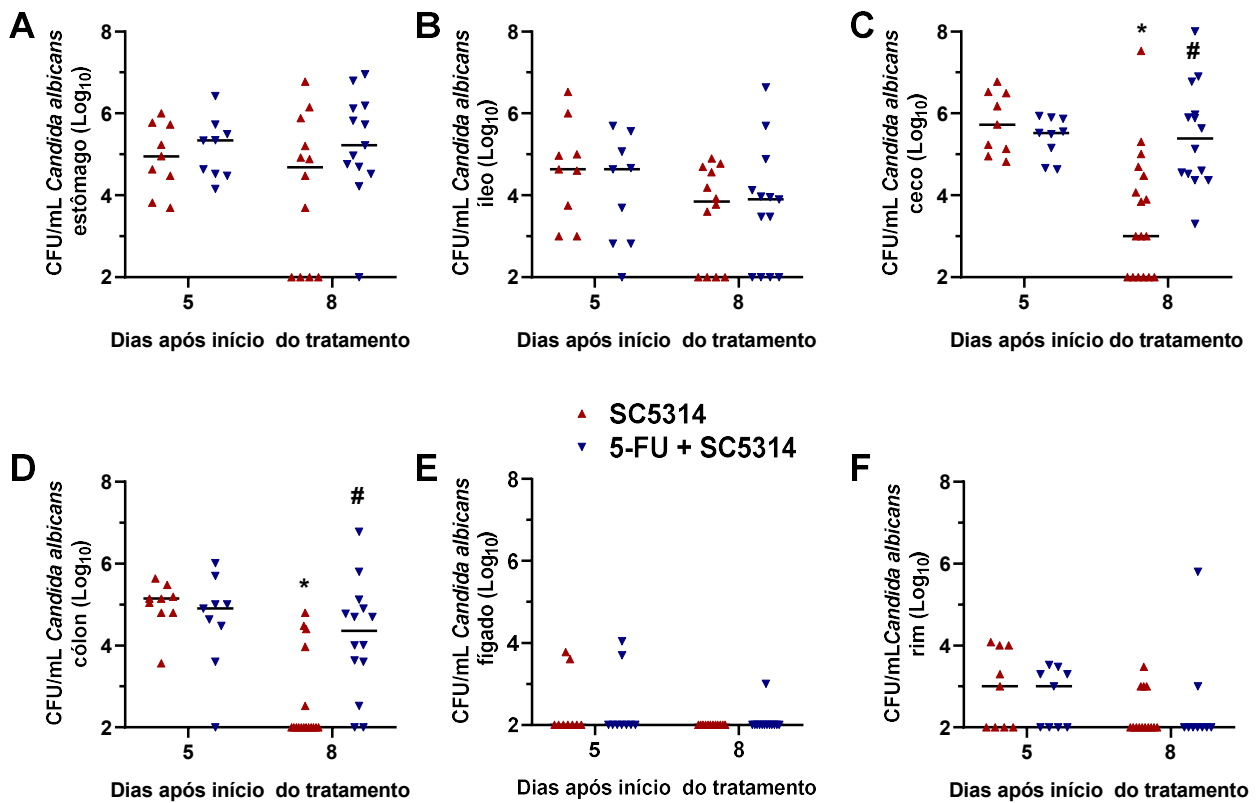 A
CFU/mL Candida albicans
estômago (Log10)
8
6
4
2
5
8
Dias após início do tratamento
B
CFU/mL Candida albicans
íleo (Log10)
8
6
4
2
5
8
Dias após início do tratamento
C
CFU/mL Candida albicans
ceco (Log10)
8
6
4
2
*
#
5
8
Dias após início do tratamento
SC5314
5-FU + SC5314
D
CFU/mL Candida albicans
cólon (Log10)
8
6
4
2
*
#
5
8
Dias após início do tratamento
E
CFU/mL Candida albicans
fígado (Log10)
8
6
4
2
5
8
Dias após início do tratamento
F
CFU/mLCandida albicans
rim (Log10)
8
6
4
2
5
8
Dias após início do tratamento